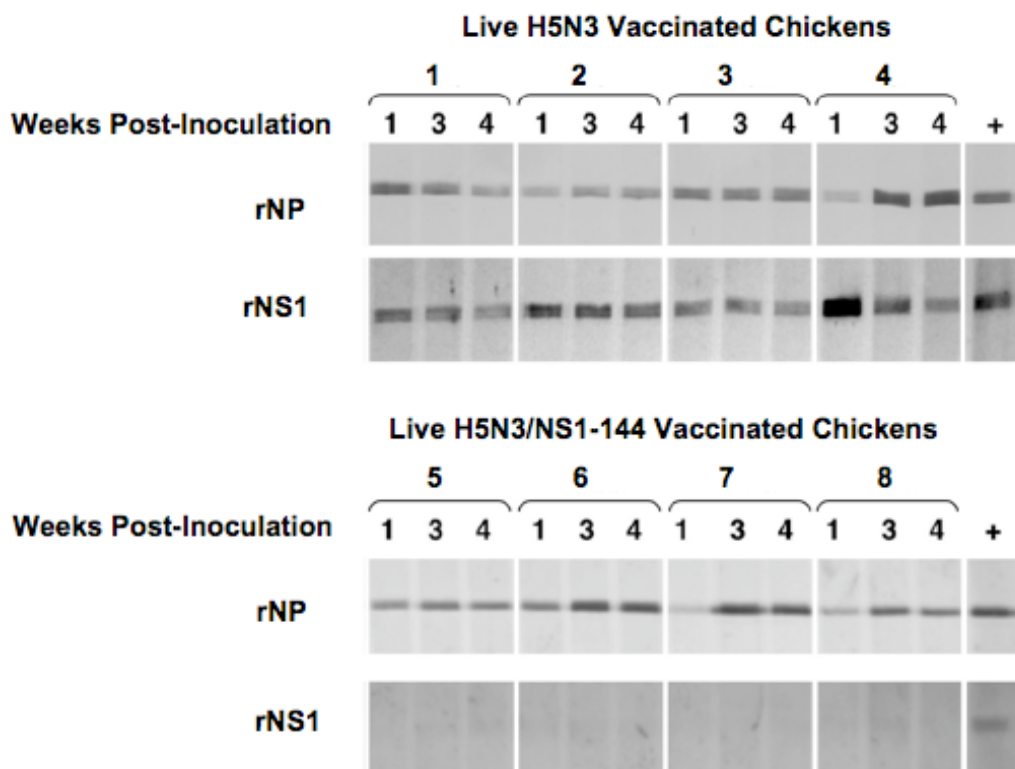 Live H5N3 Vaccinated Chickens
1 2 3 4
Weeks Post-Inoculation 1 3 4 1 3 4 1 3 4 1 3 4 +
rNP
rNS1
Live H5N3/NS1-144 Vaccinated Chickens
5 6 7 8
Weeks Post-Inoculation 1 3 4 1 3 4 1 3 4 1 3 4 +
rNP
rNS1